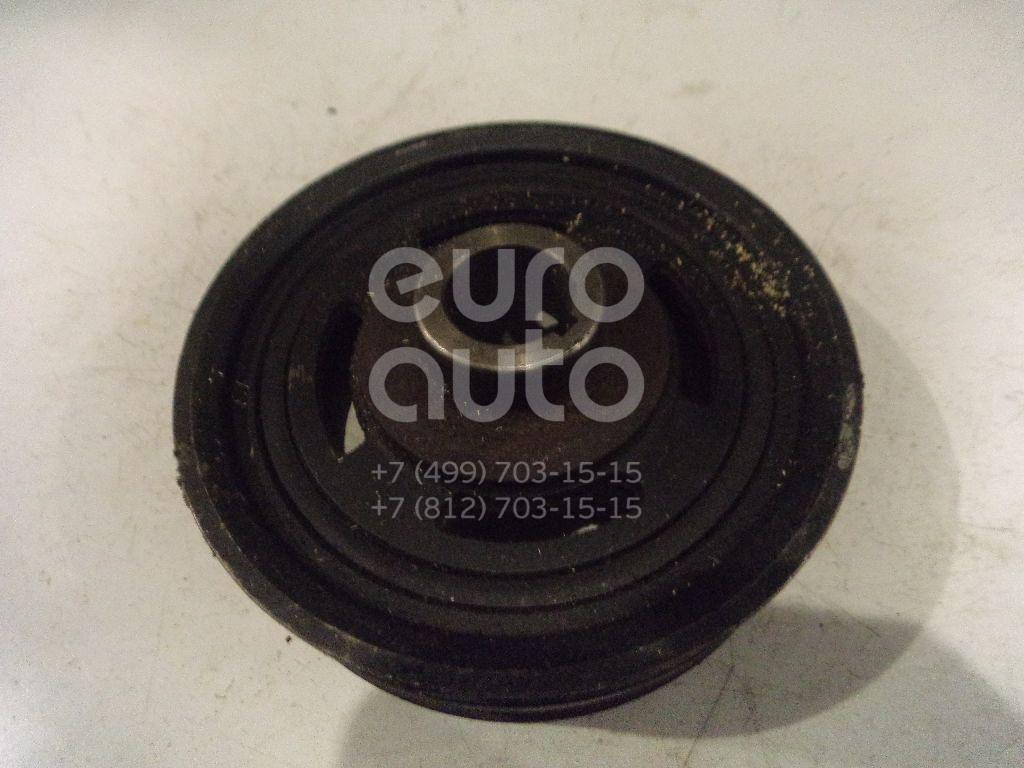 euro
auto
+7 (499) 703-15-15
+7 (812) 703-15-15